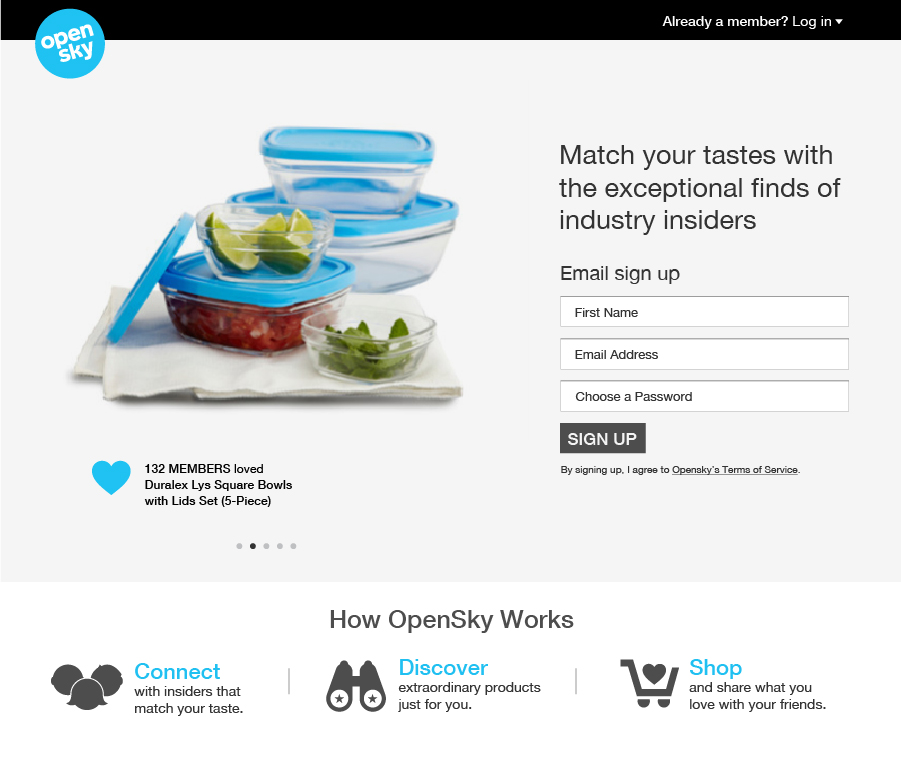 open
sky
Already a member? Log in
Match your tastes with
the exceptional finds of
industry insiders
Email sign up
First Name
Email Address
Choose a Password
SIGN UP
By signing up, I agree to Opensky's Terms of Service.
132 MEMBERS loved
Duralex Lys Square Bowls
with Lids Set (5-Piece)
How OpenSky Works
Connect
with insiders that
match your taste.
Discover
extraordinary products
just for you.
Shop
and share what you
love with your friends.